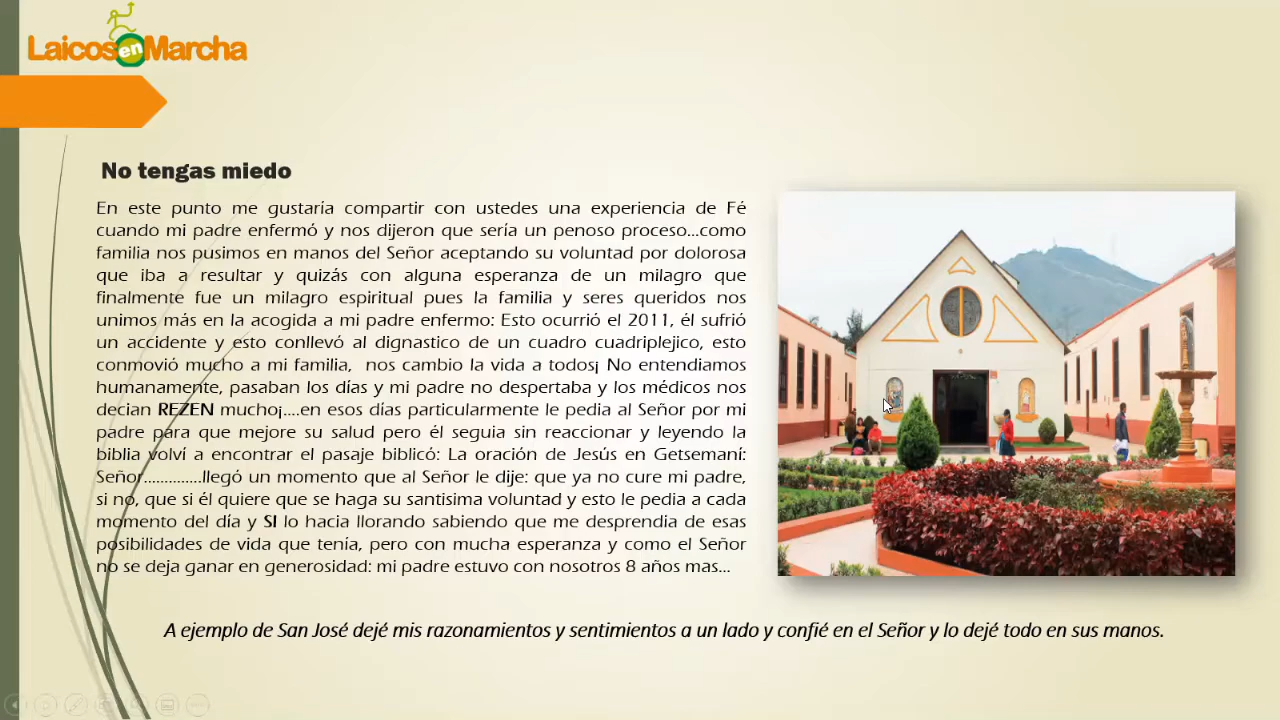 Laicos en Marcha
No tengas miedo
En este punto me gustaría compartir con ustedes una experiencia de Fé
cuando mi padre enfermó y nos dijeron que sería un penoso proceso...como
familia nos pusimos en manos del Señor aceptando su voluntad por dolorosa
que iba a resultar y quizás con alguna esperanza de un milagro que
finalmente fue un milagro espiritual pues la familia y seres queridos nos
unimos más en la acogida a mi padre enfermo: Esto ocurrió el 2011, él sufrió
un accidente y esto conllevó al dignastico de un cuadro cuadriplejico, esto
conmovió mucho a mi familia, nos cambio la vida a todos¡ No entendiamos
humanamente, pasaban los días y mi padre no despertaba y los médicos nos
decian REZEN mucho¡....en esos días particularmente le pedia al Señor por mi
padre para que mejore su salud pero él seguia sin reaccionar y leyendo la
biblia volví a encontrar el pasaje biblicó: La oración de Jesús en Getsemaní:
Señor..............llegó un momento que al Señor le dije: que ya no cure mi padre,
si no, que si él quiere que se haga su santisima voluntad y esto le pedia a cada
momento del día y SI lo hacia llorando sabiendo que me desprendia de esas
posibilidades de vida que tenía, pero con mucha esperanza y como el Señor
no se deja ganar en generosidad: mi padre estuvo con nosotros 8 años mas...
A ejemplo de San José dejé mis razonamientos y sentimientos a un lado y confié en el Señor y lo dejé todo en sus manos.